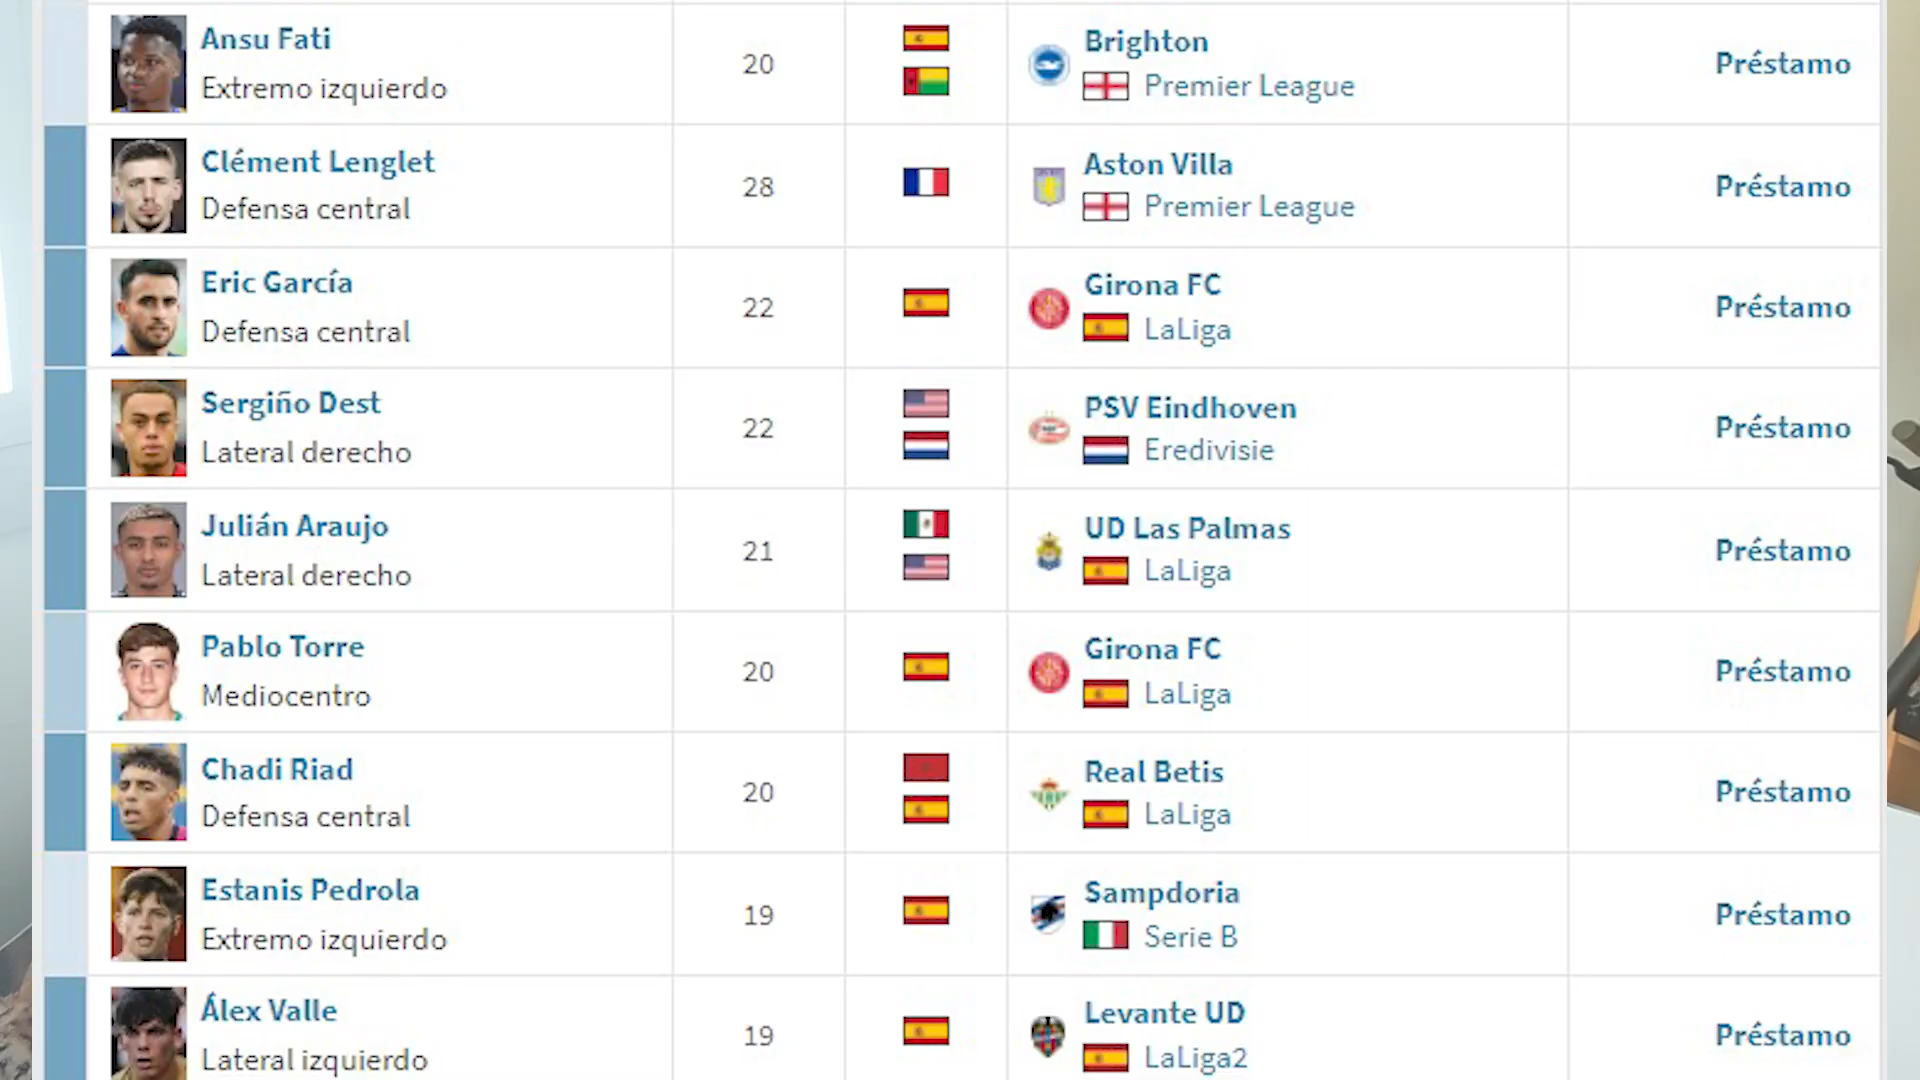 Ansu Fati
Extremo izquierdo
20
Brighton
Premier League
Préstamo
Clément Lenglet
Defensa central
28
Aston Villa
Premier League
Préstamo
Eric García
Defensa central
22
Girona FC
LaLiga
Préstamo
Sergiño Dest
Lateral derecho
22
PSV Eindhoven
Eredivisie
Préstamo
Julián Araujo
Lateral derecho
21
UD Las Palmas
LaLiga
Préstamo
Pablo Torre
Mediocentro
20
Girona FC
LaLiga
Préstamo
Chadi Riad
Defensa central
20
Real Betis
LaLiga
Préstamo
Estanis Pedrola
Extremo izquierdo
19
Sampdoria
Serie B
Préstamo
Álex Valle
Lateral izquierdo
19
Levante UD
LaLiga2
Préstamo